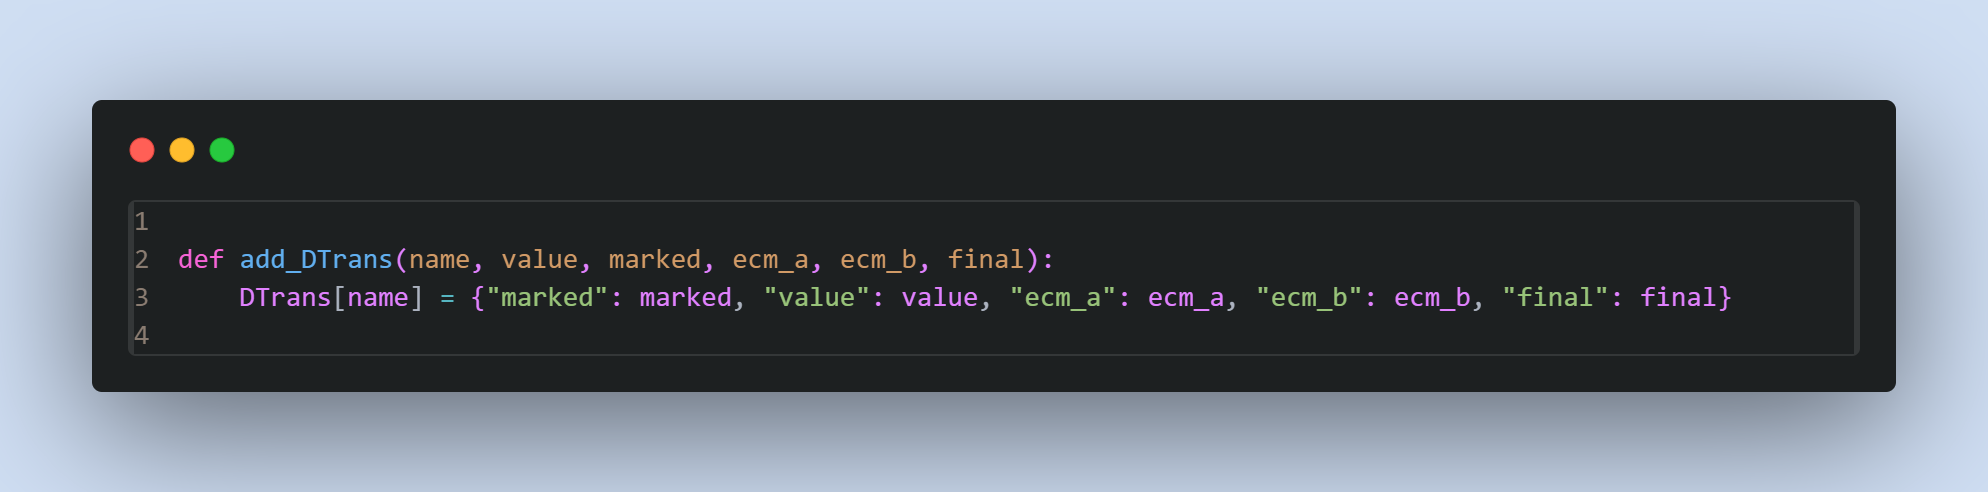 1
2 def add_DTrans(name, value, marked, ecm_a, ecm_b, final):
3     DTrans[name] = {"marked": marked, "value": value, "ecm_a": ecm_a, "ecm_b": ecm_b, "final": final}
4